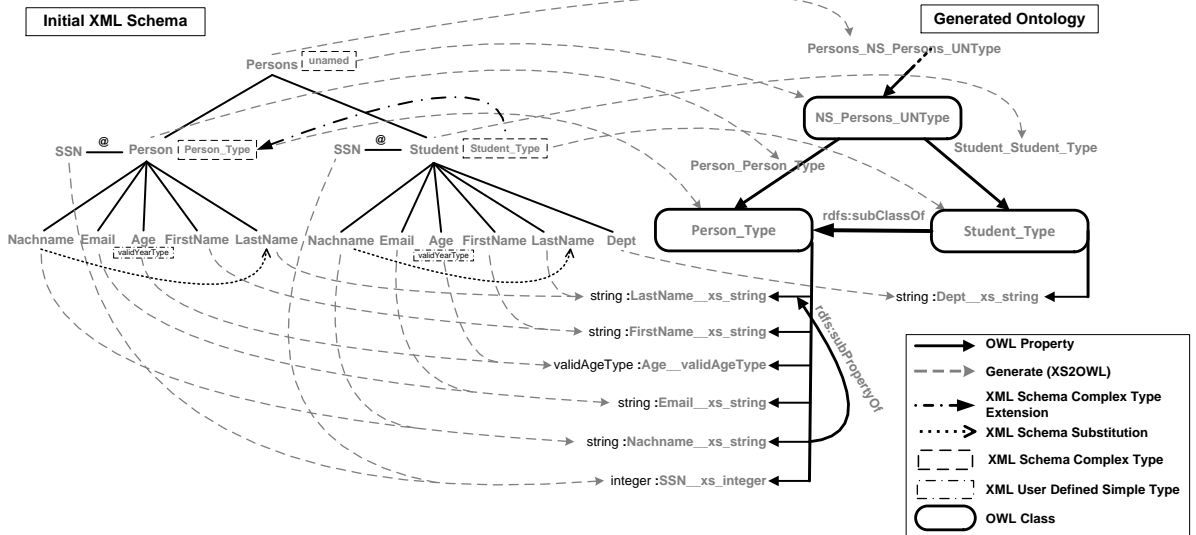 Initial XML Schema
Generated Ontology
Persons
unamed
Persons_NS_Persons_UNType
NS_Persons_UNType
SSN
@
Person
Person_Type
SSN
@
Student
Student_Type
Person_Person_Type
Student_Student_Type
rdfs:subClassOf
Person_Type
Student_Type
Nachname
Email
Age
validYearType
FirstName
LastName
Nachname
Email
Age
validYearType
FirstName
LastName
Dept
string :LastName__xs_string
string :Dept__xs_string
string :FirstName__xs_string
rdfs:subPropertyOf
validAgeType :Age__validAgeType
string :Email__xs_string
string :Nachname__xs_string
integer :SSN__xs_integer
OWL Property
Generate (XS2OWL)
XML Schema Complex Type
Extension
XML Schema Substitution
XML Schema Complex Type
XML User Defined Simple Type
OWL Class